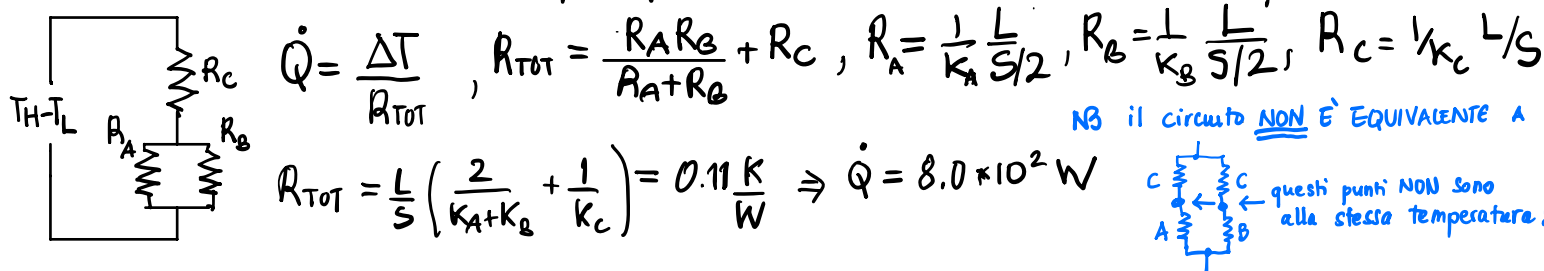 R_C
T_H-T_L
R_A
R_B
Q̇ = ΔT/R_TOT , R_TOT = R_A R_B/(R_A+R_B) + R_C , R_A = 1/K_A L/(S/2) , R_B = 1/K_B L/(S/2) , R_C = 1/K_C L/S
NB il circuito NON È EQUIVALENTE A
R_TOT = L/S (2/(K_A+K_B) + 1/K_C) = 0.11 K/W ⇒ Q̇ = 8.0*10² W
C C ← questi punti NON sono
A B alla stessa temperatura.